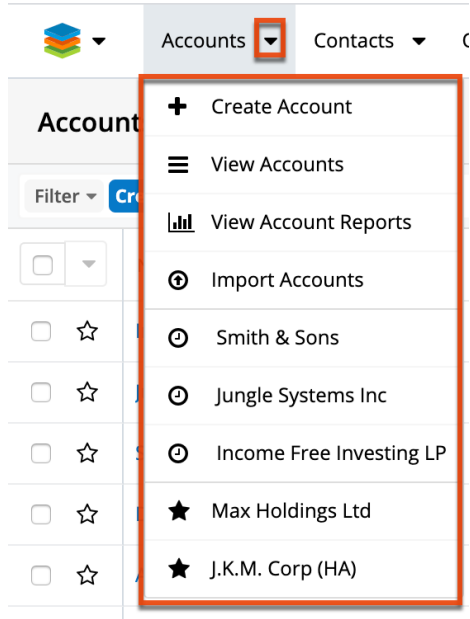 Accounts
Contacts
Create Account
Account
View Accounts
Filter
Cre
View Account Reports
Import Accounts
Smith & Sons
Jungle Systems Inc
Income Free Investing LP
Max Holdings Ltd
J.K.M. Corp (HA)